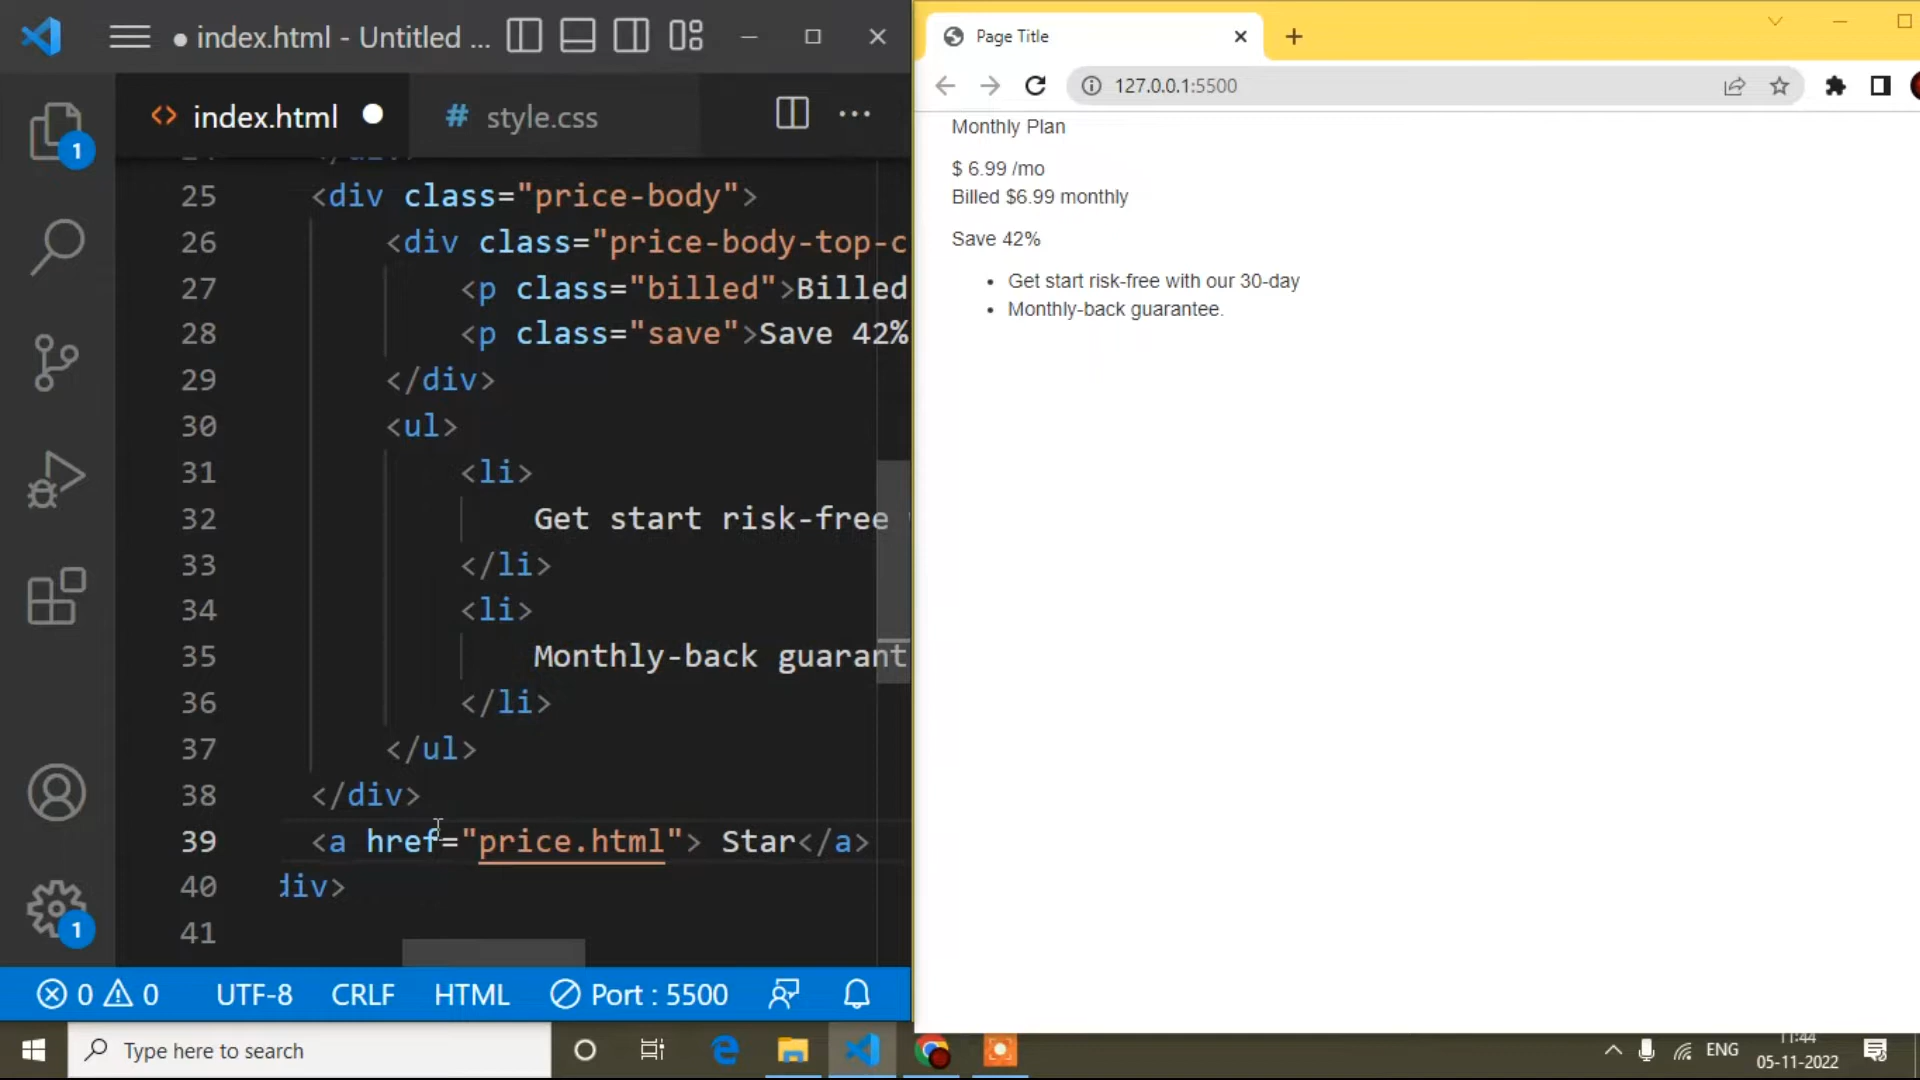 ● index.html - Untitled ...
index.html ● # style.css ...
25 <div class="price-body">
26 <div class="price-body-top-c
27 <p class="billed">Billed
28 <p class="save">Save 42%
29 </div>
30 <ul>
31 <li>
32 Get start risk-free
33 </li>
34 <li>
35 Monthly-back guarant
36 </li>
37 </ul>
38 </div>
39 <a href="price.html"> Star</a>
40 div>
41
1
1
0 0 UTF-8 CRLF HTML Port : 5500
Page Title
127.0.0.1:5500
Monthly Plan
$ 6.99 /mo
Billed $6.99 monthly
Save 42%
• Get start risk-free with our 30-day
• Monthly-back guarantee.
Type here to search
ENG
11:44
05-11-2022